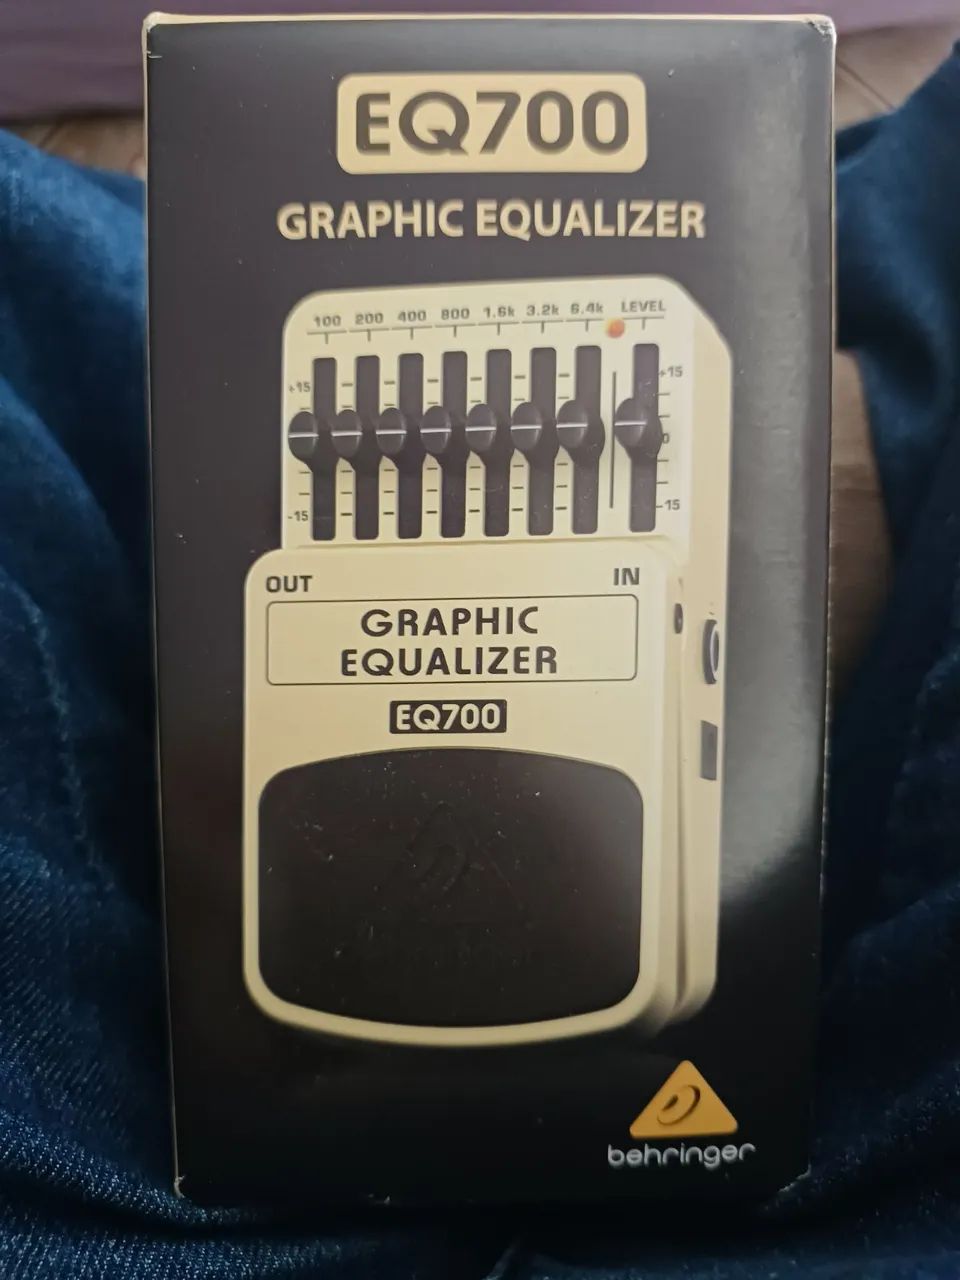 EQ700
GRAPHIC EQUALIZER
100 200 400 800 1.6k 3.2k 6.4k LEVEL
+15 +15
0
-15 -15
OUT IN
GRAPHIC
EQUALIZER
EQ700
behringer